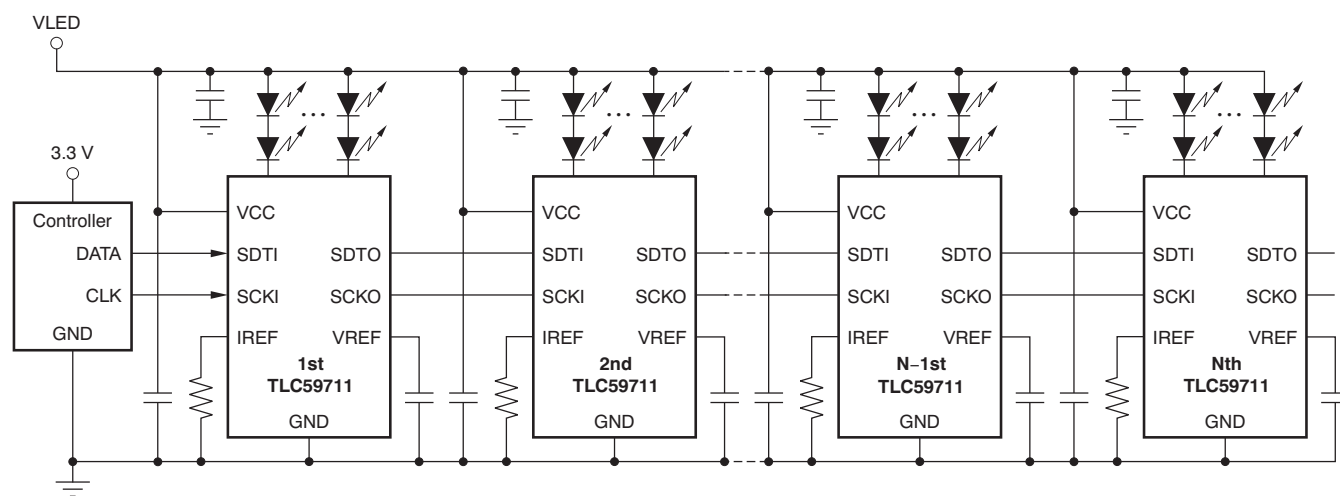 VLED
3.3 V
Controller
DATA
CLK
GND
VCC
SDTI SDTO
SCKI SCKO
IREF VREF
1st
TLC59711
GND
VCC
SDTI SDTO
SCKI SCKO
IREF VREF
2nd
TLC59711
GND
VCC
SDTI SDTO
SCKI SCKO
IREF VREF
N–1st
TLC59711
GND
VCC
SDTI SDTO
SCKI SCKO
IREF VREF
Nth
TLC59711
GND